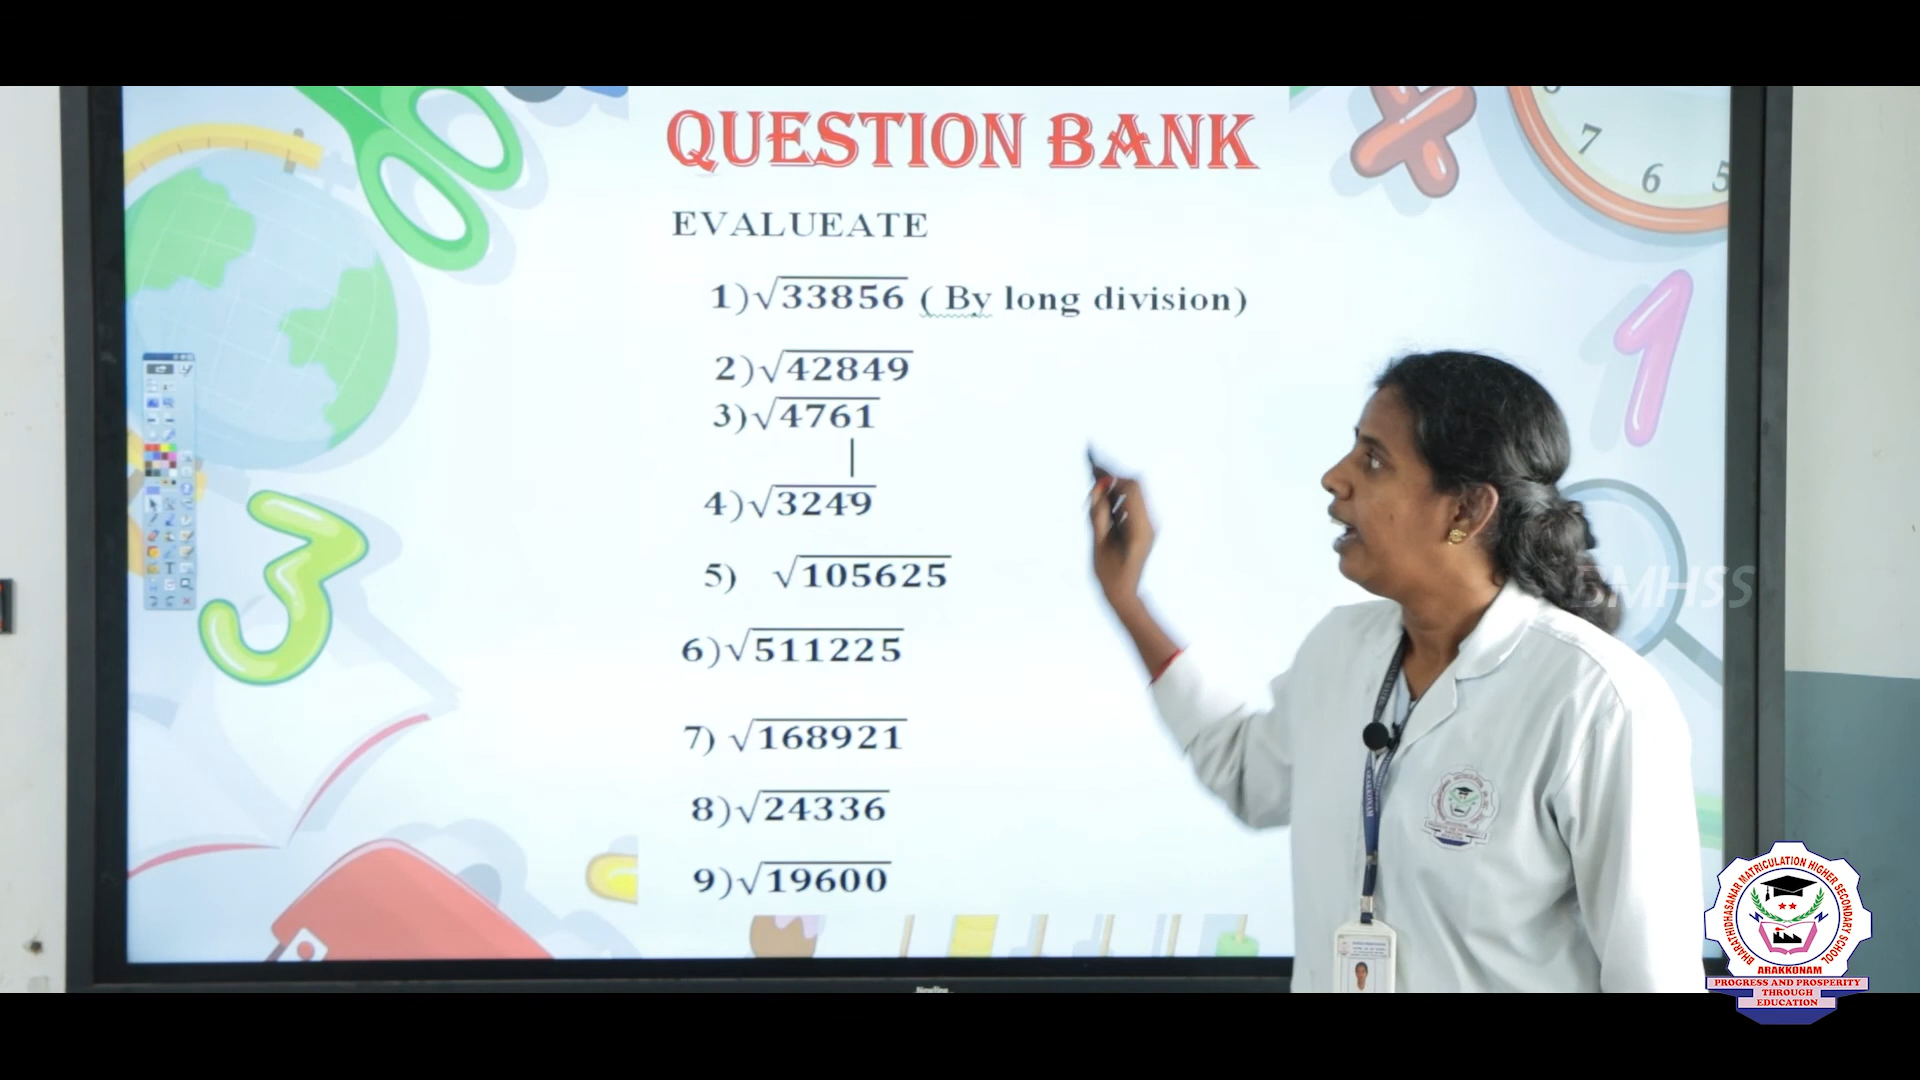 QUESTION BANK
EVALUEATE
1)√33856 ( By long division)
2)√42849
3)√4761
4)√3249
5) √105625
6)√511225
7) √168921
8)√24336
9)√19600
7
6
5
1
3
BMHSS
BHARATHIDHASANAR MATRICULATION HIGHER SECONDARY SCHOOL
ARAKKONAM
PROGRESS AND PROSPERITY
THROUGH
EDUCATION
Newline